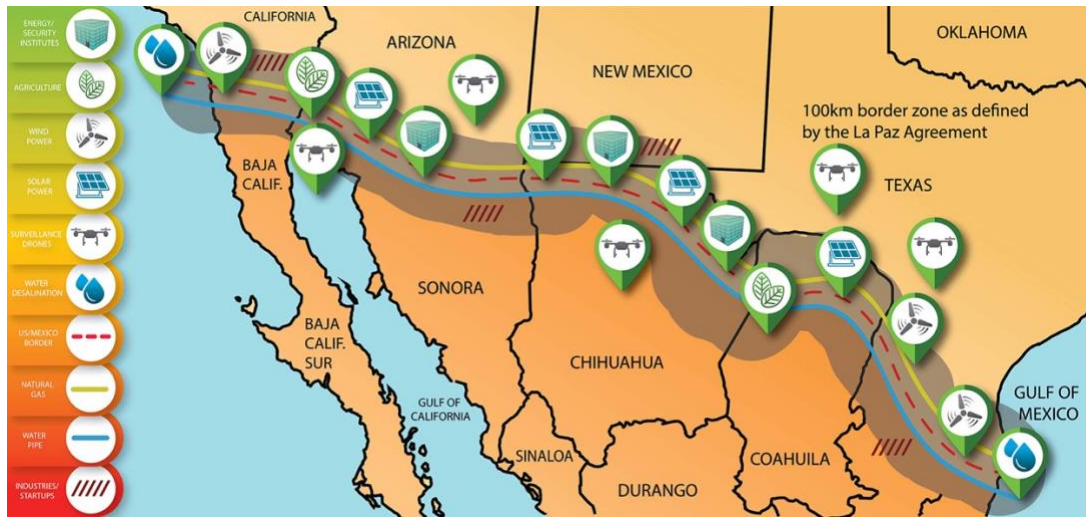 ENERGY/
SECURITY
INSTITUTES
AGRICULTURE
WIND
POWER
SOLAR
POWER
SURVEILLANCE
DRONES
WATER
DESALINATION
US/MEXICO
BORDER
NATURAL
GAS
WATER
PIPE
INDUSTRIES/
STARTUPS
CALIFORNIA
ARIZONA
NEW MEXICO
OKLAHOMA
100km border zone as defined
by the La Paz Agreement
TEXAS
BAJA
CALIF.
SONORA
BAJA
CALIF.
SUR
CHIHUAHUA
GULF OF
CALIFORNIA
GULF OF
MEXICO
SINALOA
COAHUILA
DURANGO